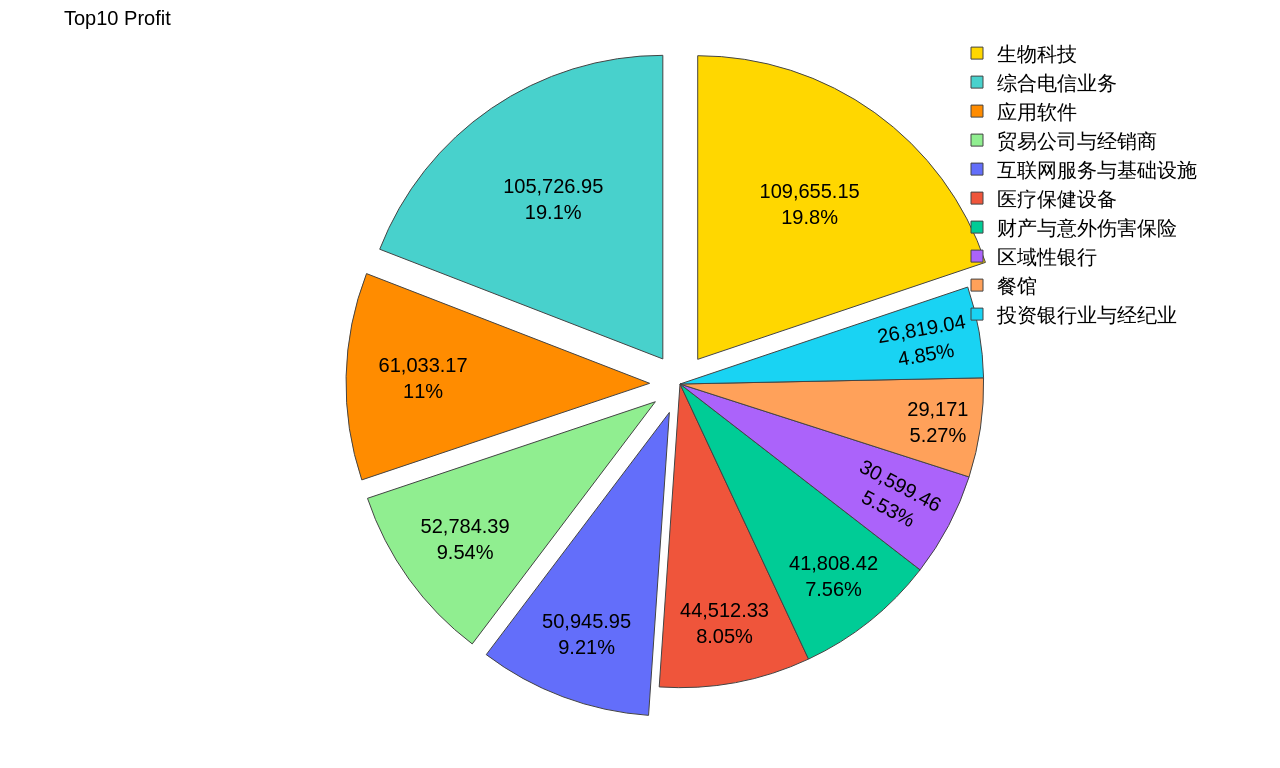 Top10 Profit
生物科技
综合电信业务
应用软件
贸易公司与经销商
互联网服务与基础设施
医疗保健设备
财产与意外伤害保险
区域性银行
餐馆
投资银行业与经纪业
109,655.15
19.8%
105,726.95
19.1%
61,033.17
11%
52,784.39
9.54%
50,945.95
9.21%
44,512.33
8.05%
41,808.42
7.56%
30,599.46
5.53%
29,171
5.27%
26,819.04
4.85%